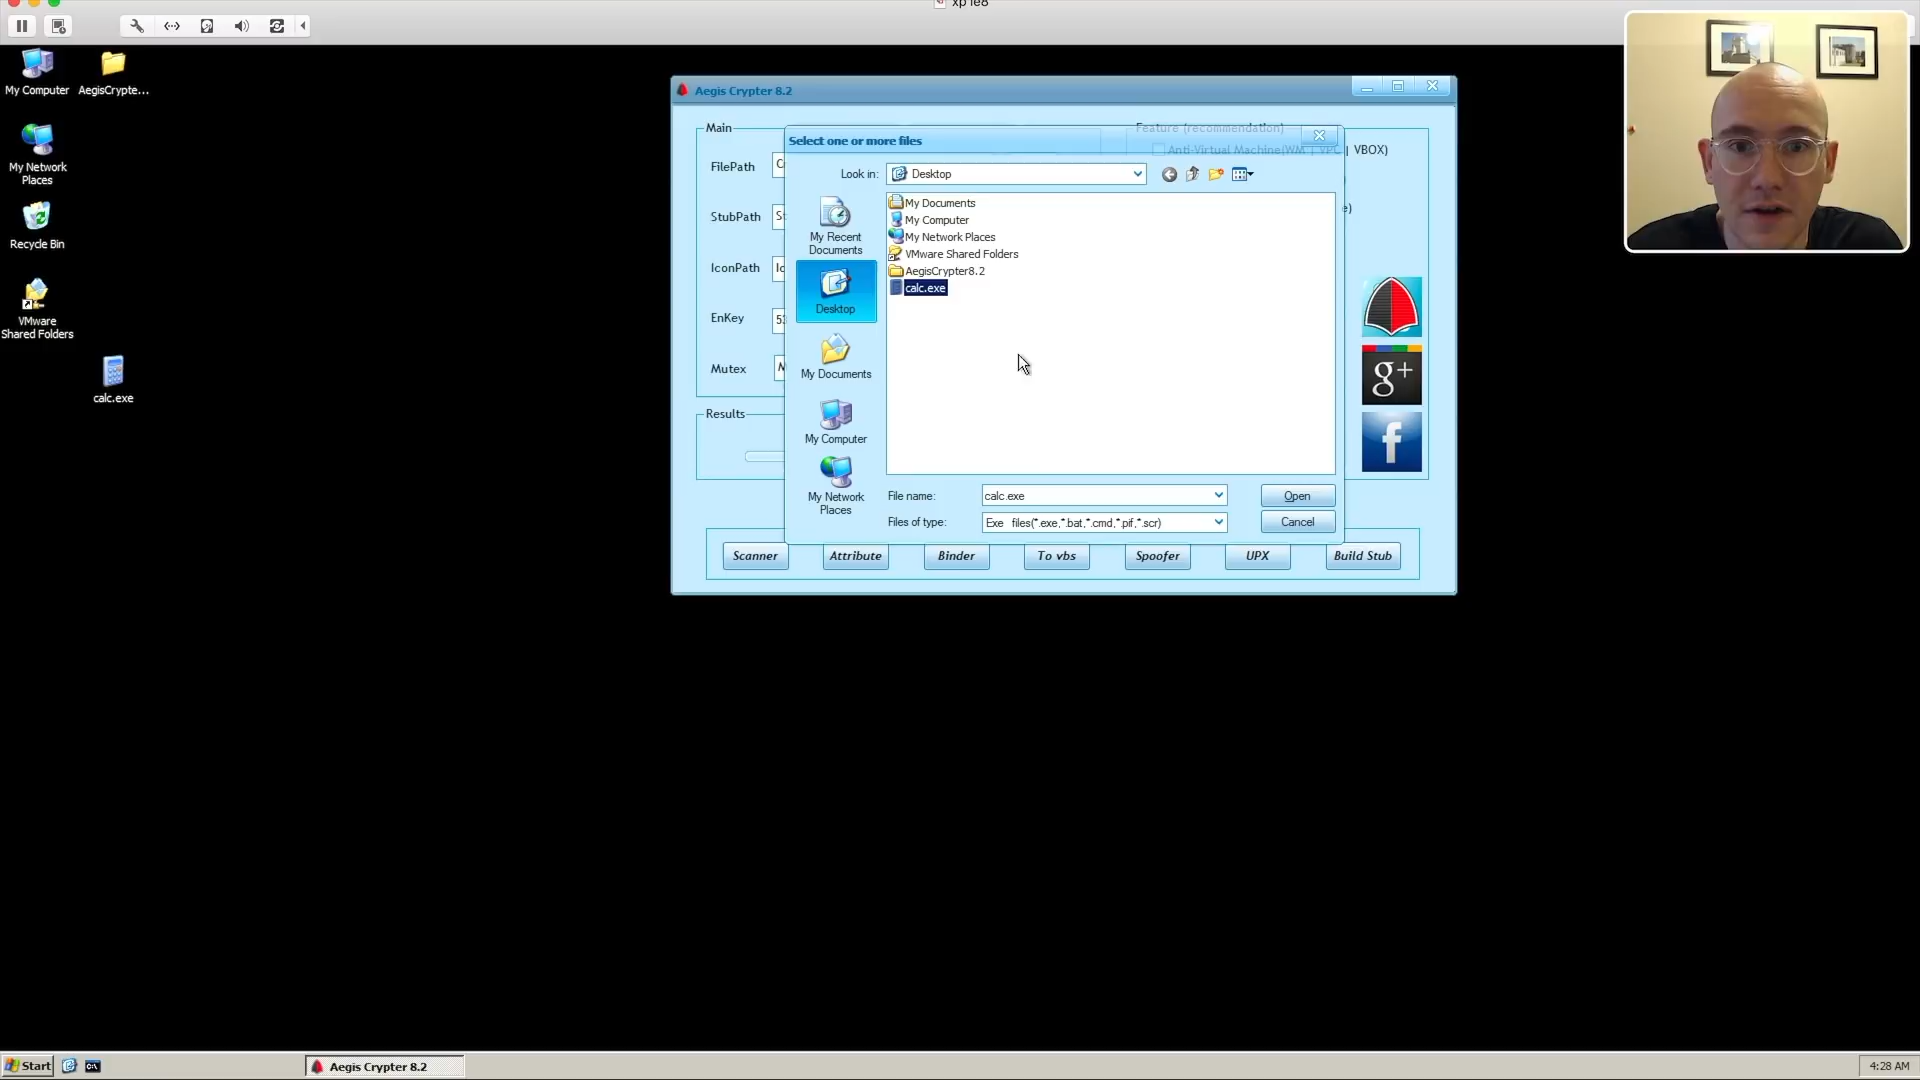 xp ie8
My Computer
AegisCrypte...
My Network
Places
Recycle Bin
VMware
Shared Folders
calc.exe
Aegis Crypter 8.2
Main
FilePath
StubPath
IconPath
EnKey
Mutex
Results
Feature (recommendation)
Anti-Virtual Machine(WM | VPC | VBOX)
Select one or more files
Look in:
Desktop
My Recent
Documents
Desktop
My Documents
My Computer
My Network
Places
My Documents
My Computer
My Network Places
VMware Shared Folders
AegisCrypter8.2
calc.exe
File name:
calc.exe
Open
Files of type:
Exe files(*.exe,*.bat,*.cmd,*.pif,*.scr)
Cancel
g+
f
Scanner
Attribute
Binder
To vbs
Spoofer
UPX
Build Stub
Start
Aegis Crypter 8.2
4:28 AM